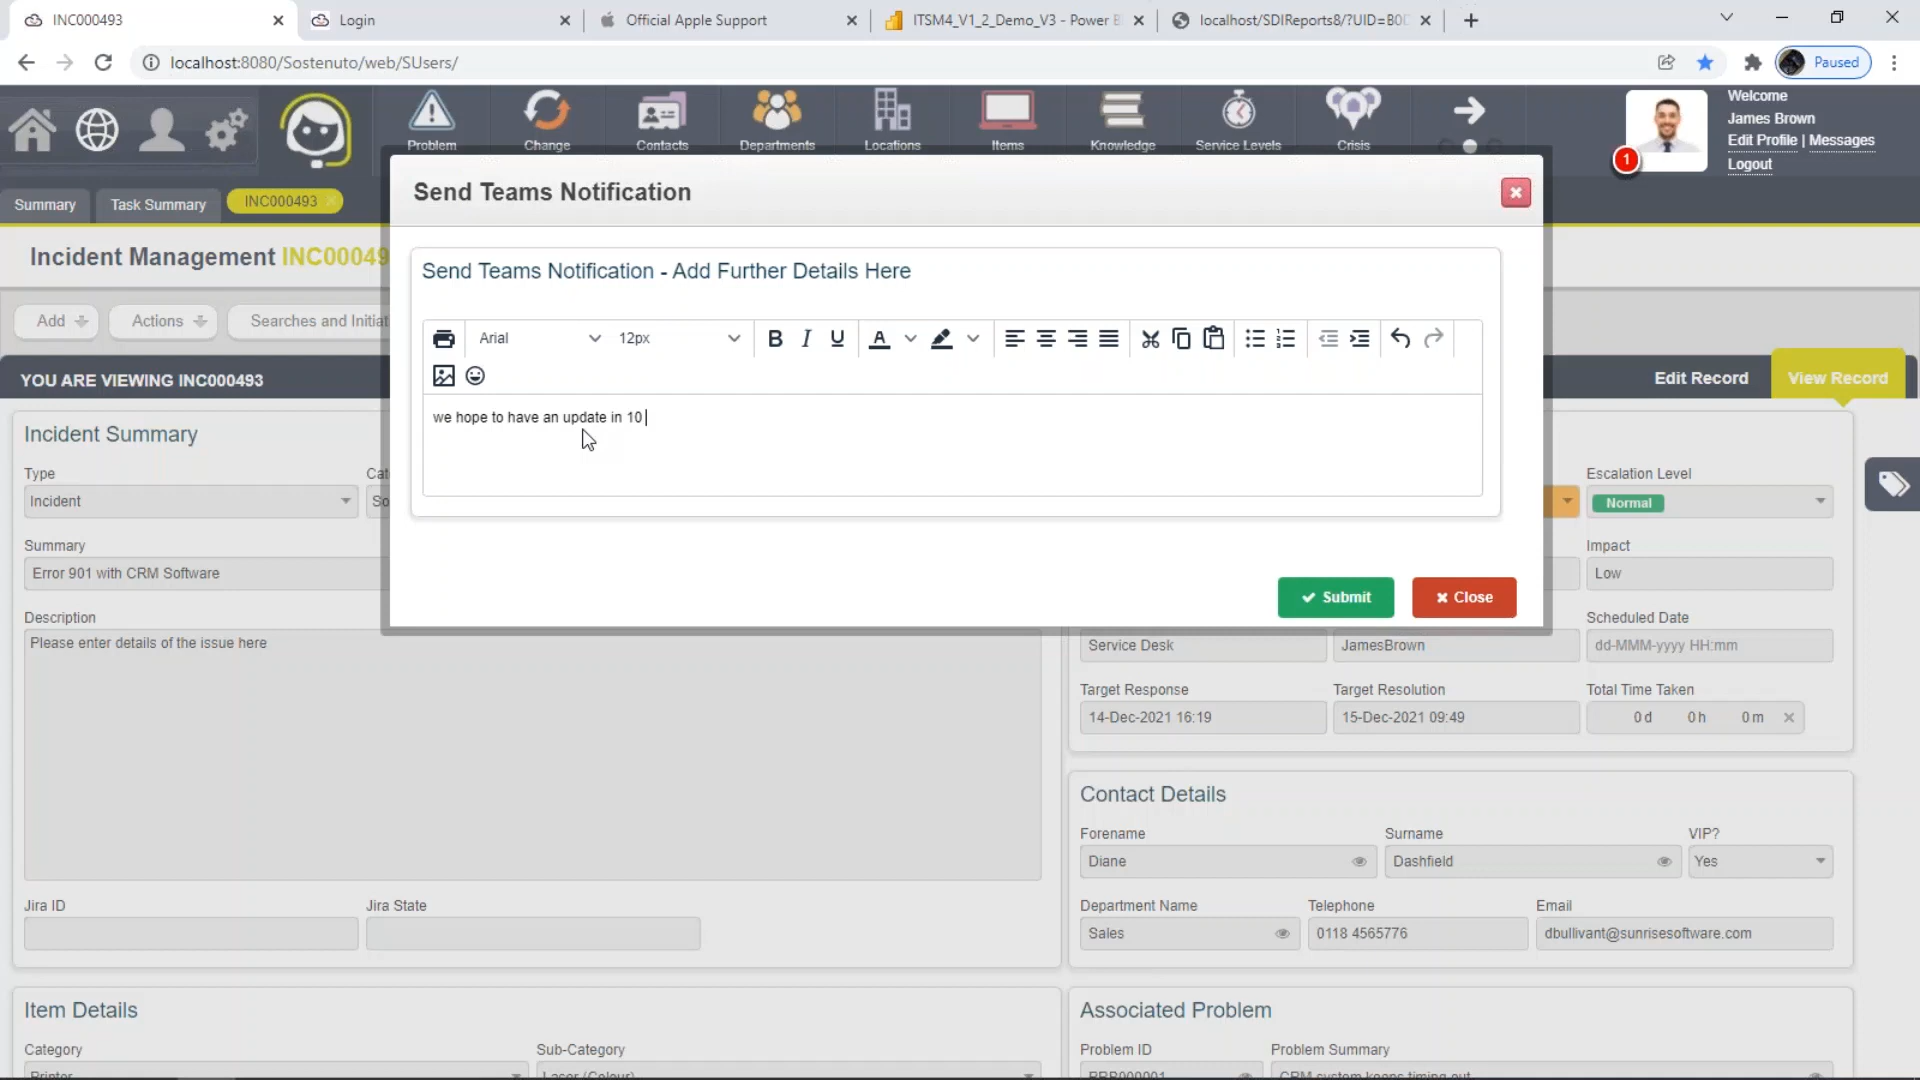 INC000493
Login
Official Apple Support
ITSM4_V1_2_Demo_V3 - Power B
localhost/SDIReports8/?UID=B0D
localhost:8080/Sostenuto/web/SUsers/
Paused
Problem
Change
Contacts
Departments
Locations
Items
Knowledge
Service Levels
Crisis
1
Welcome
James Brown
Edit Profile | Messages
Logout
Summary
Task Summary
INC000493
Incident Management INC00049
Send Teams Notification
Send Teams Notification - Add Further Details Here
Arial
12px
B I U A
we hope to have an update in 10
Submit
Close
Add
Actions
Searches and Initiat
YOU ARE VIEWING INC000493
Edit Record
View Record
Incident Summary
Type
Cat
Incident
So
Escalation Level
Normal
Summary
Error 901 with CRM Software
Impact
Low
Description
Please enter details of the issue here
Scheduled Date
Service Desk
JamesBrown
dd-MMM-yyyy HH:mm
Target Response
Target Resolution
Total Time Taken
14-Dec-2021 16:19
15-Dec-2021 09:49
0 d 0 h 0 m
Contact Details
Forename
Surname
VIP?
Diane
Dashfield
Yes
Jira ID
Jira State
Department Name
Telephone
Email
Sales
0118 4565776
dbullivant@sunrisesoftware.com
Item Details
Associated Problem
Category
Sub-Category
Problem ID
Problem Summary
Printer
Laser (Colour)
PRB000001
CRM system keeps timing out